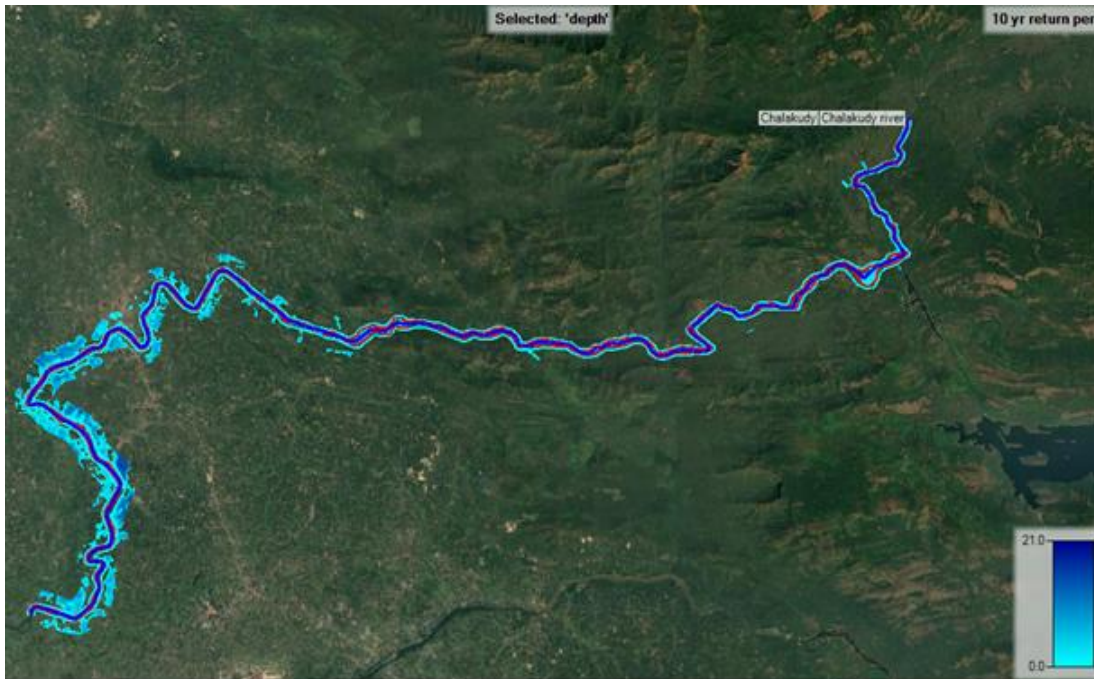 Selected: 'depth'
10 yr return per
Chalakudy Chalakudy river
21.0
0.0